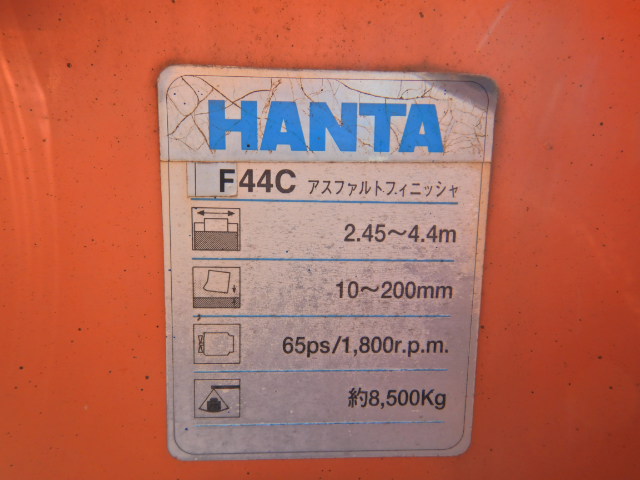 HANTA
F44C アスファルトフィニッシャ
2.45〜4.4m
10〜200mm
65ps/1,800r.p.m.
約8,500Kg